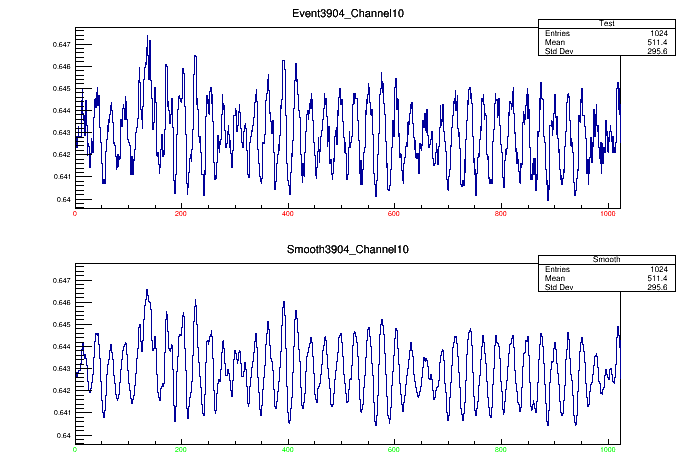 Event3904_Channel10
Test
Entries 1024
Mean 511.4
Std Dev 295.6
0.647
0.646
0.645
0.644
0.643
0.642
0.641
0.64
0 200 400 600 800 1000
Smooth3904_Channel10
Smooth
Entries 1024
Mean 511.4
Std Dev 295.6
0.647
0.646
0.645
0.644
0.643
0.642
0.641
0.64
0 200 400 600 800 1000